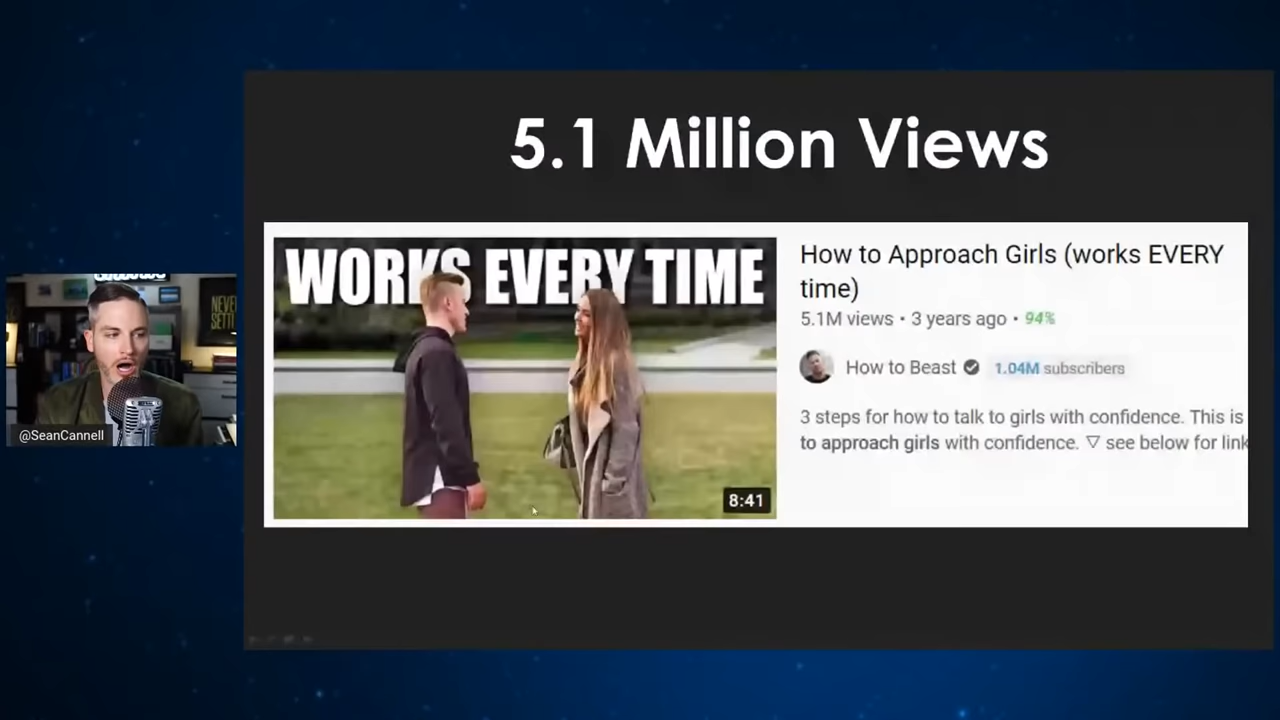 5.1 Million Views
WORKS EVERY TIME
8:41
How to Approach Girls (works EVERY
time)
5.1M views • 3 years ago • 94%
How to Beast
1.04M subscribers
3 steps for how to talk to girls with confidence. This is
to approach girls with confidence. ▽ see below for link
NEVER
SETTL
@SeanCannell